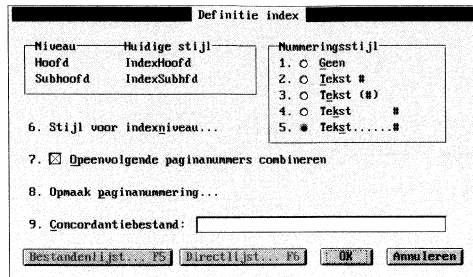 Definitie index
Niveau Huidige stijl
Hoofd IndexHoofd
Subhoofd IndexSubhfd
Nummeringsstijl
1. Geen
2. Tekst #
3. Tekst (#)
4. Tekst #
5. Tekst......#
6. Stijl voor indexniveau...
7. Opeenvolgende paginanummers combineren
8. Opmaak paginanummering...
9. Concordantiebestand:
Bestandenlijst... F5 Directlijst... F6 OK Annuleren